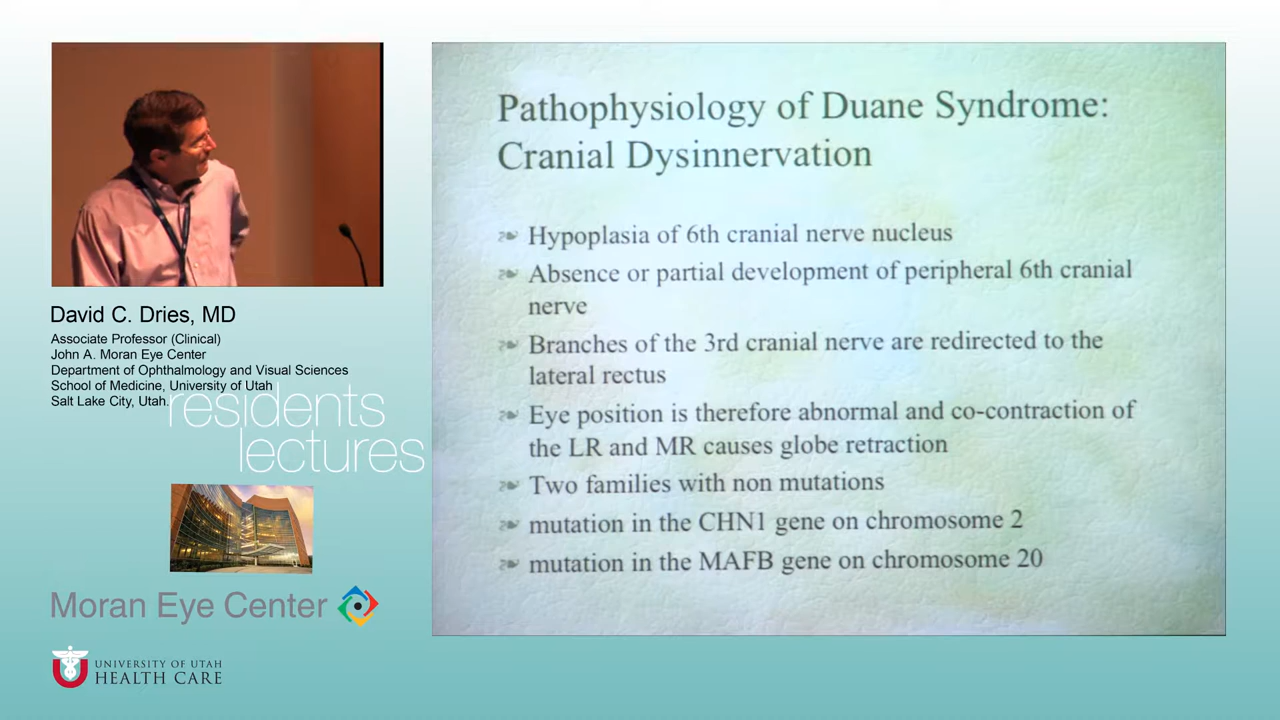 Pathophysiology of Duane Syndrome:
Cranial Dysinnervation
Hypoplasia of 6th cranial nerve nucleus
Absence or partial development of peripheral 6th cranial
nerve
Branches of the 3rd cranial nerve are redirected to the
lateral rectus
Eye position is therefore abnormal and co-contraction of
the LR and MR causes globe retraction
Two families with non mutations
mutation in the CHN1 gene on chromosome 2
mutation in the MAFB gene on chromosome 20
David C. Dries, MD
Associate Professor (Clinical)
John A. Moran Eye Center
Department of Ophthalmology and Visual Sciences
School of Medicine, University of Utah
Salt Lake City, Utah.
residents
lectures
Moran Eye Center
UNIVERSITY OF UTAH
HEALTH CARE